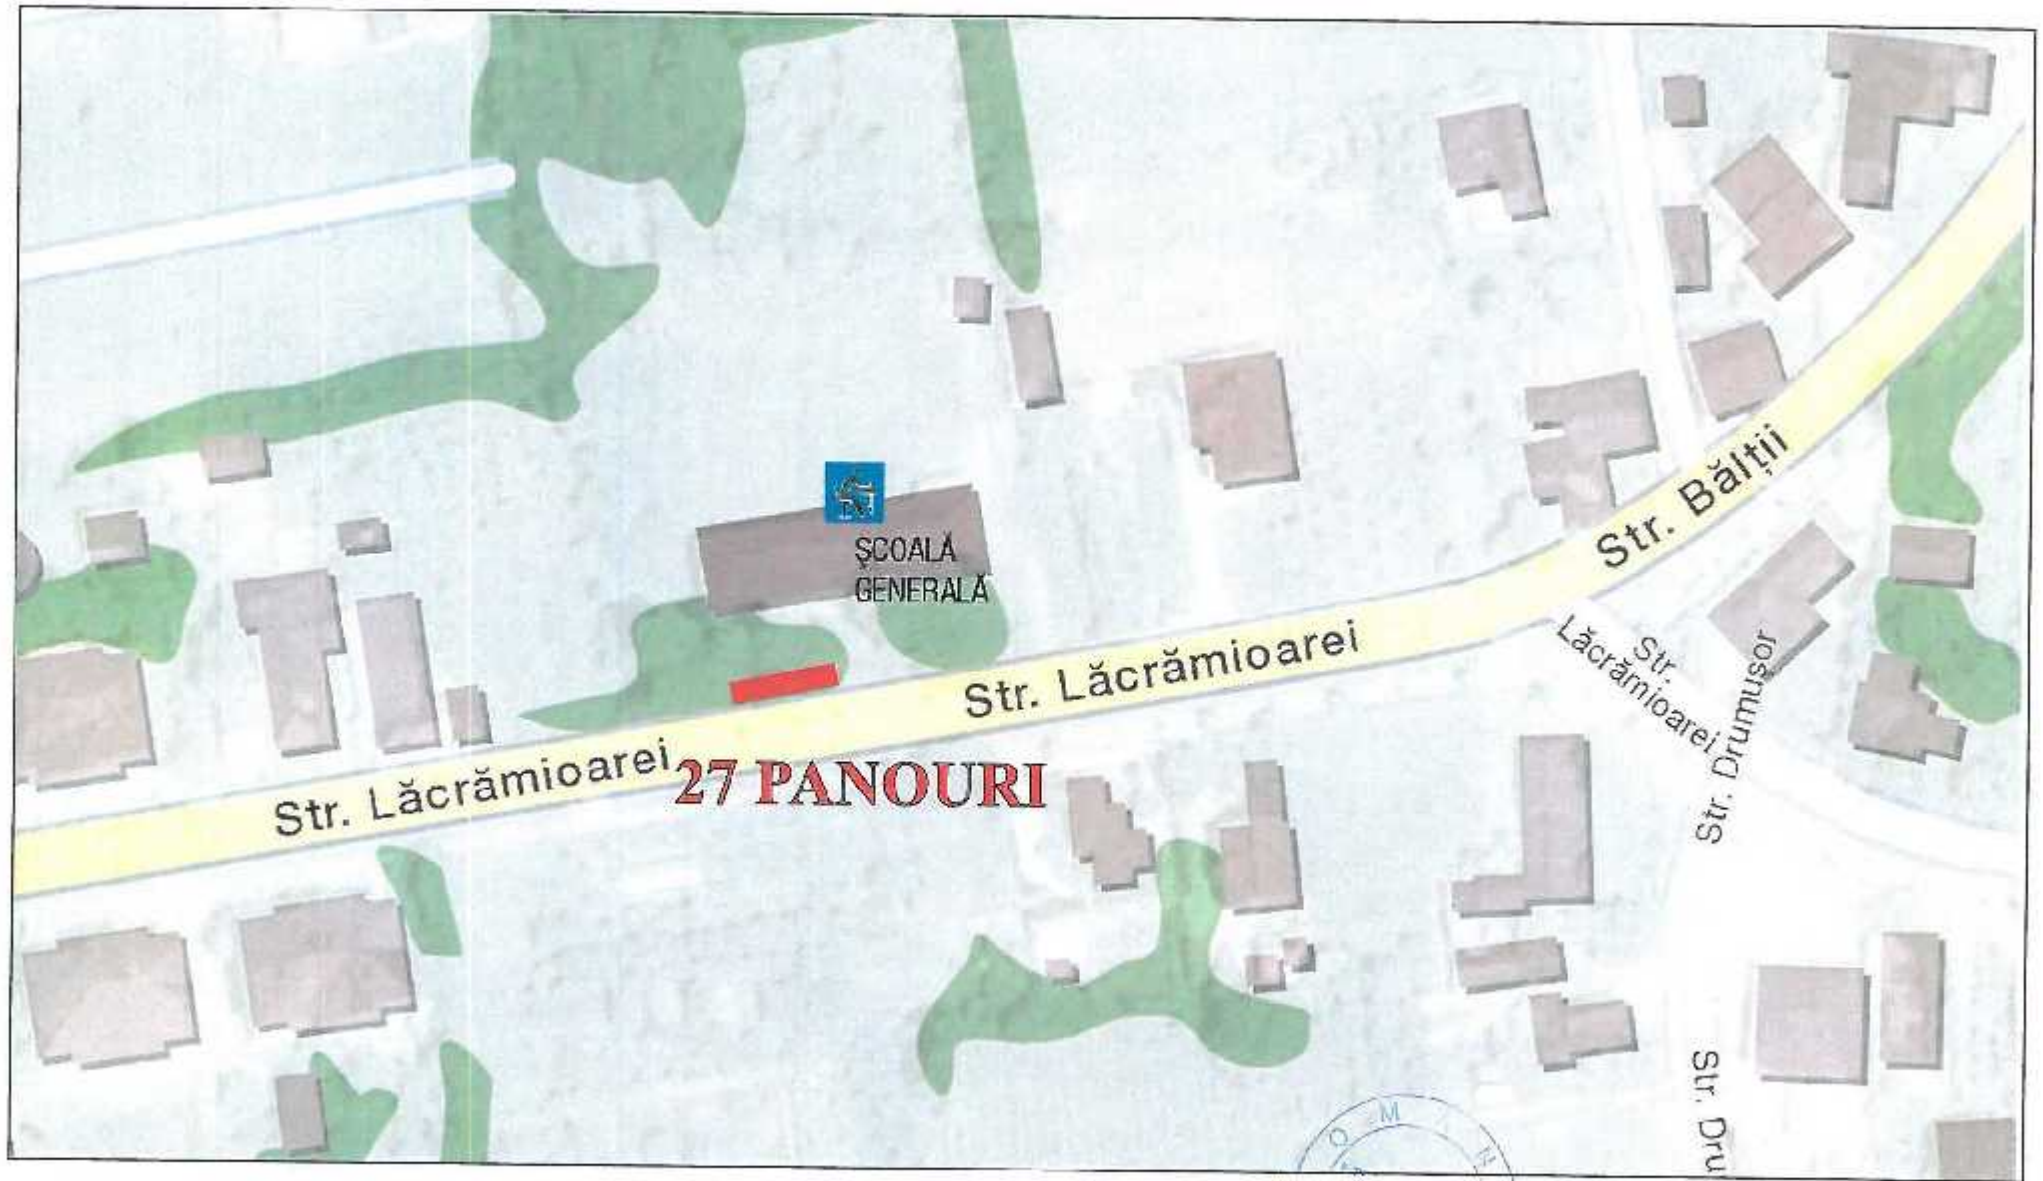 ŞCOALĂ
GENERALĂ
Str. Bălţii
Str. Lăcrămioarei
Str.
Lăcrămioarei
Str. Drumuşor
Str. Lăcrămioarei
27 PANOURI
Str. Dru